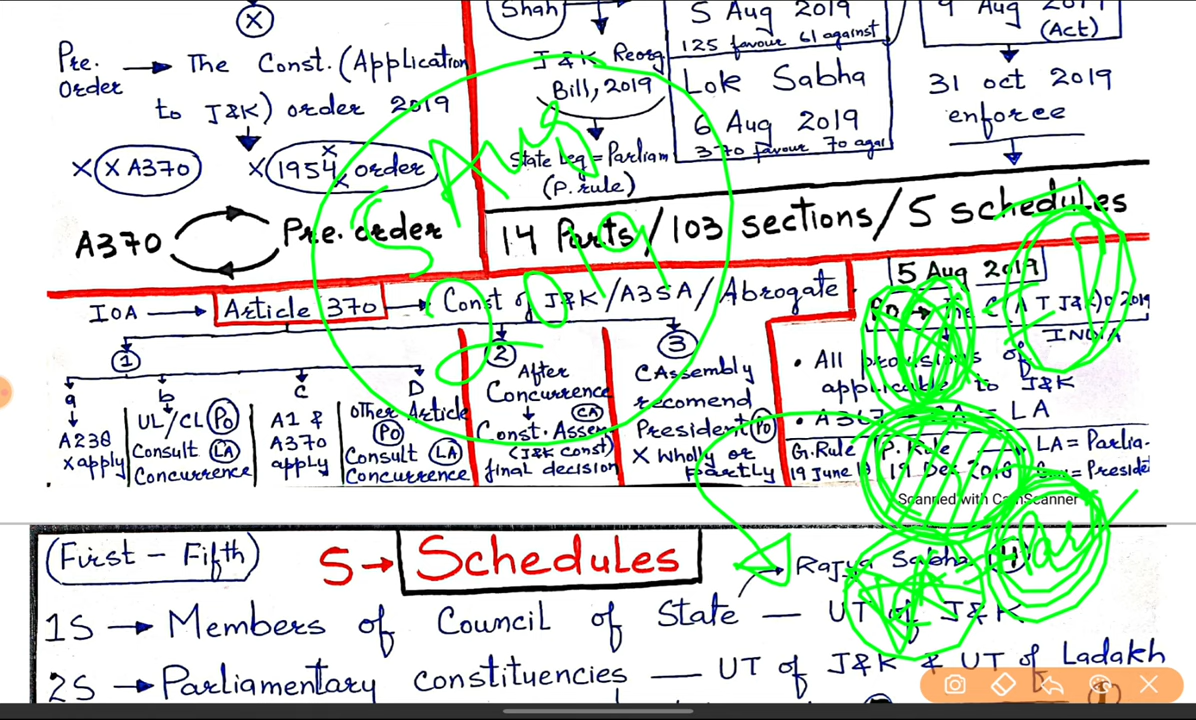 Shah
5 Aug 2019
125 favour 61 against
9 Aug 2019
(Act)
X
Pre. Order → The Const. (Application
to J&K) order 2019
J&K Reorg
Bill, 2019
Lok Sabha
6 Aug 2019
370 favour 70 agai
31 oct 2019
enforce
X X A370
X 1954 order
State Leg = Parliam
(P. rule)
5 Aug
2019
A370 Pre. order
14 Parts/103 sections/5 schedules
IOA → Article 370 → Const of J&K/A35A/Abrogate
5 Aug 2019
INDIA
1
2
3
a
b
c
D
A238
X apply
UL/CL PO
Consult LA
Concurrence
A1 &
A370
apply
other Article
PO
Consult LA
Concurrence
After
Concurrence
CA
Const. Assem
(J&K Const)
final decision
CAssembly
recomend
President PO
X Wholly or
partly
• All provisions of
applicable to J&K
• A367 = LA
G. Rule
19 June 18
P. Rule
19 Dec 2018
LA = Parlia-
= Preside
Scanned with CamScanner
(First - Fifth)
S → Schedules
Rajya Sabha (4)
1S → Members of Council of State — UT of J&K
2S → Parliamentary constituencies — UT of J&K & UT of Ladakh